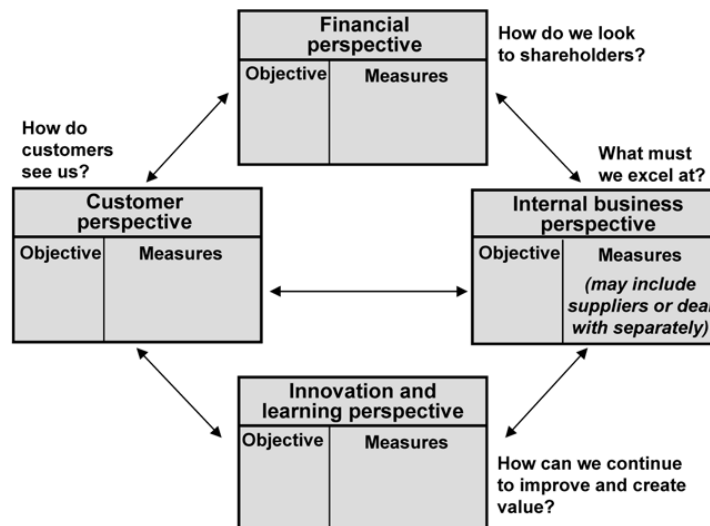 Financial
perspective
Objective
Measures
How do we look
to shareholders?
How do
customers
see us?
What must
we excel at?
Customer
perspective
Objective
Measures
Internal business
perspective
Objective
Measures
(may include
suppliers or deal
with separately)
Innovation and
learning perspective
Objective
Measures
How can we continue
to improve and create
value?